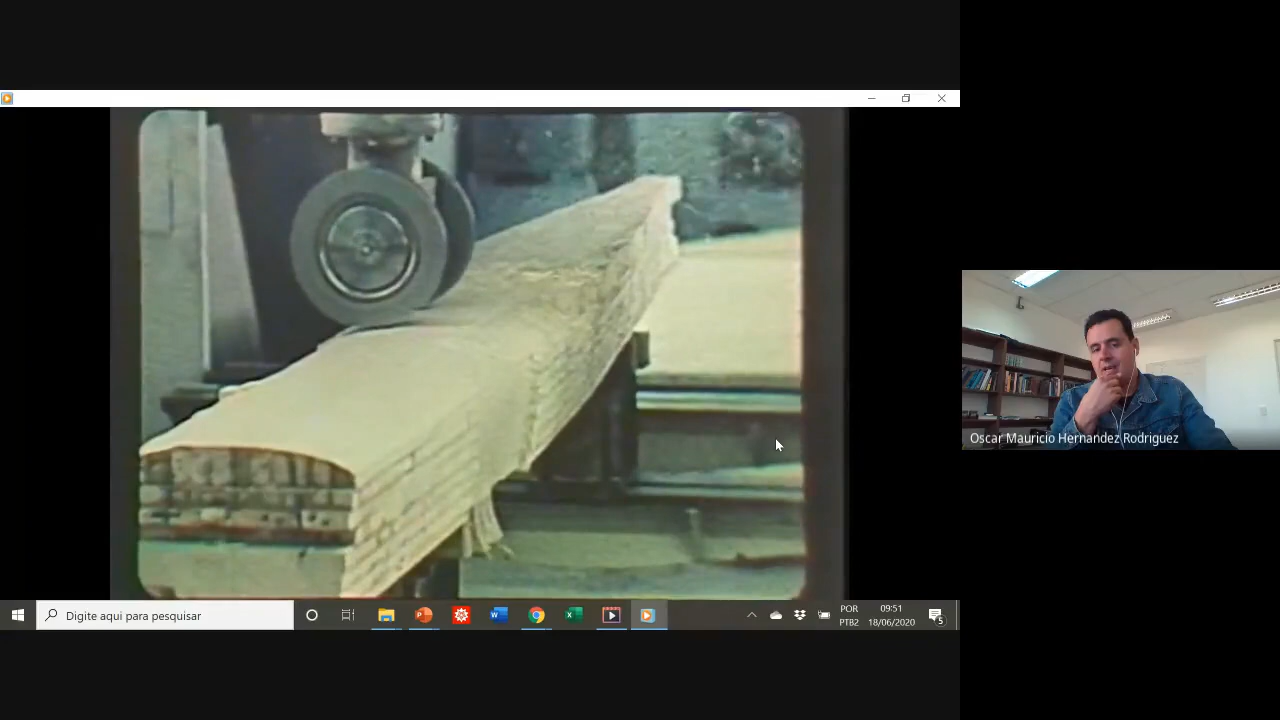 Oscar Mauricio Hernandez Rodriguez
Digite aqui para pesquisar
POR
PTB2
09:51
18/06/2020
5